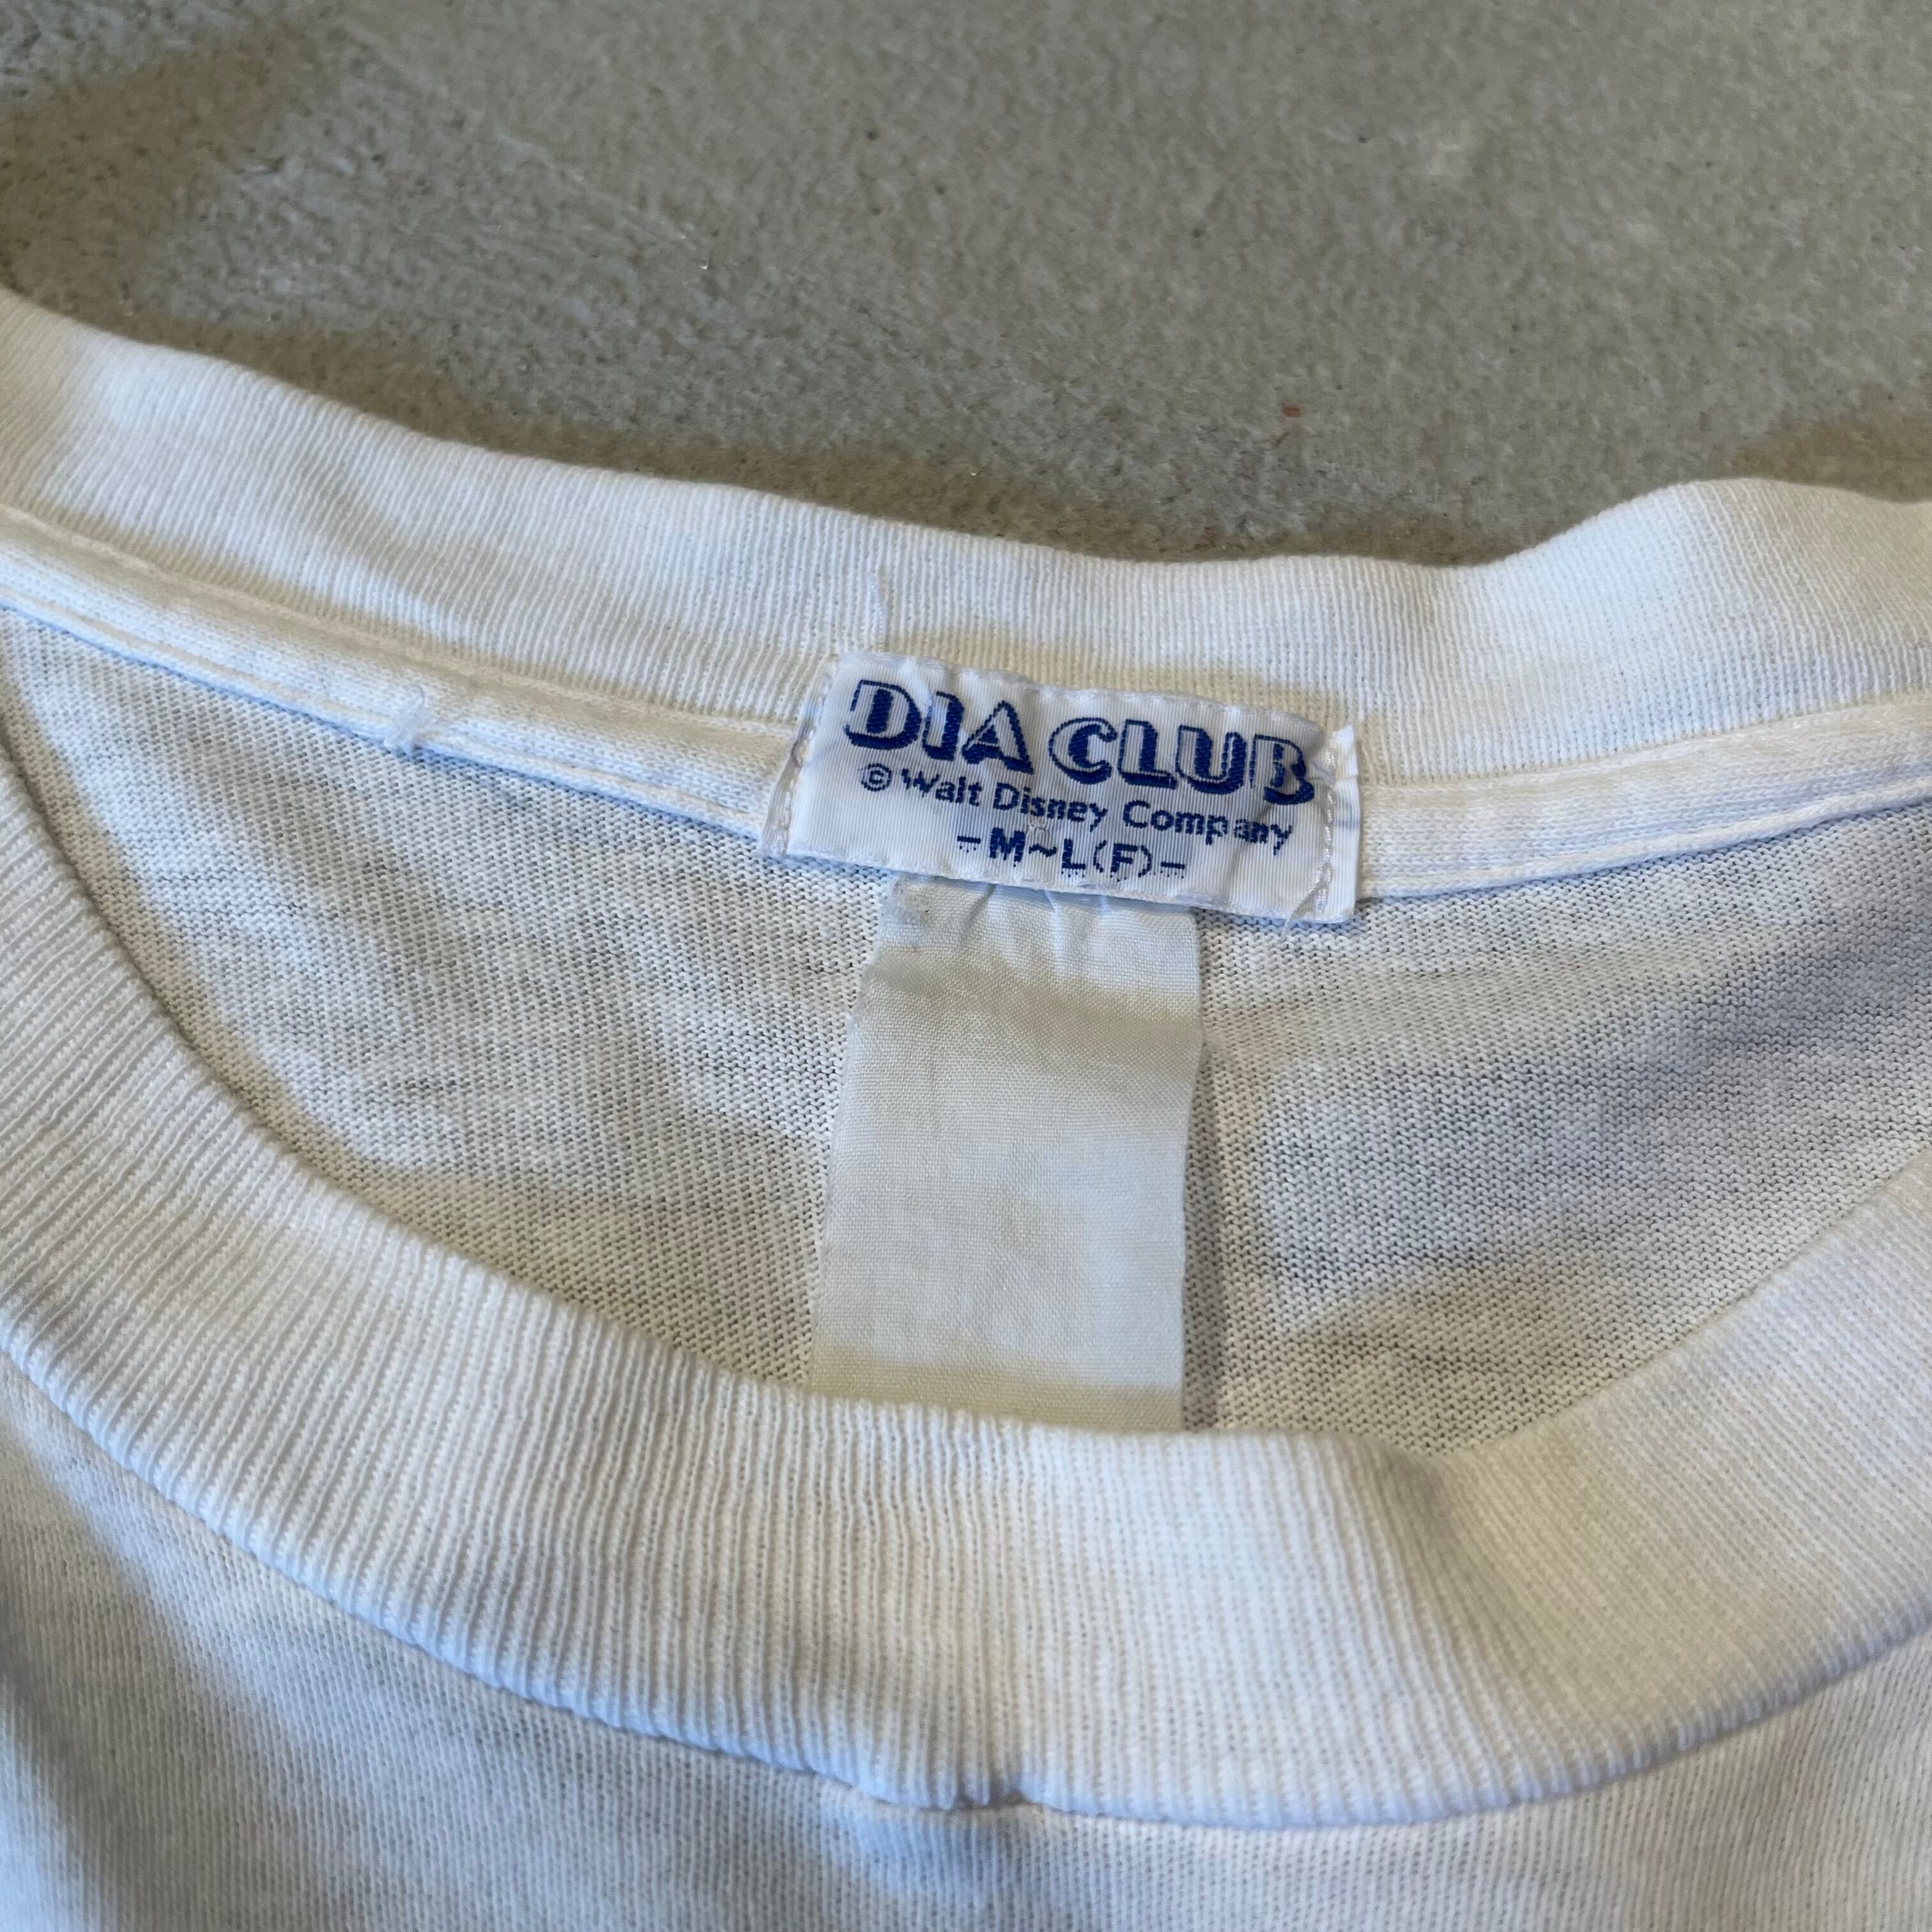 DIA CLUB
© Walt Disney Company
-M~L(F)-